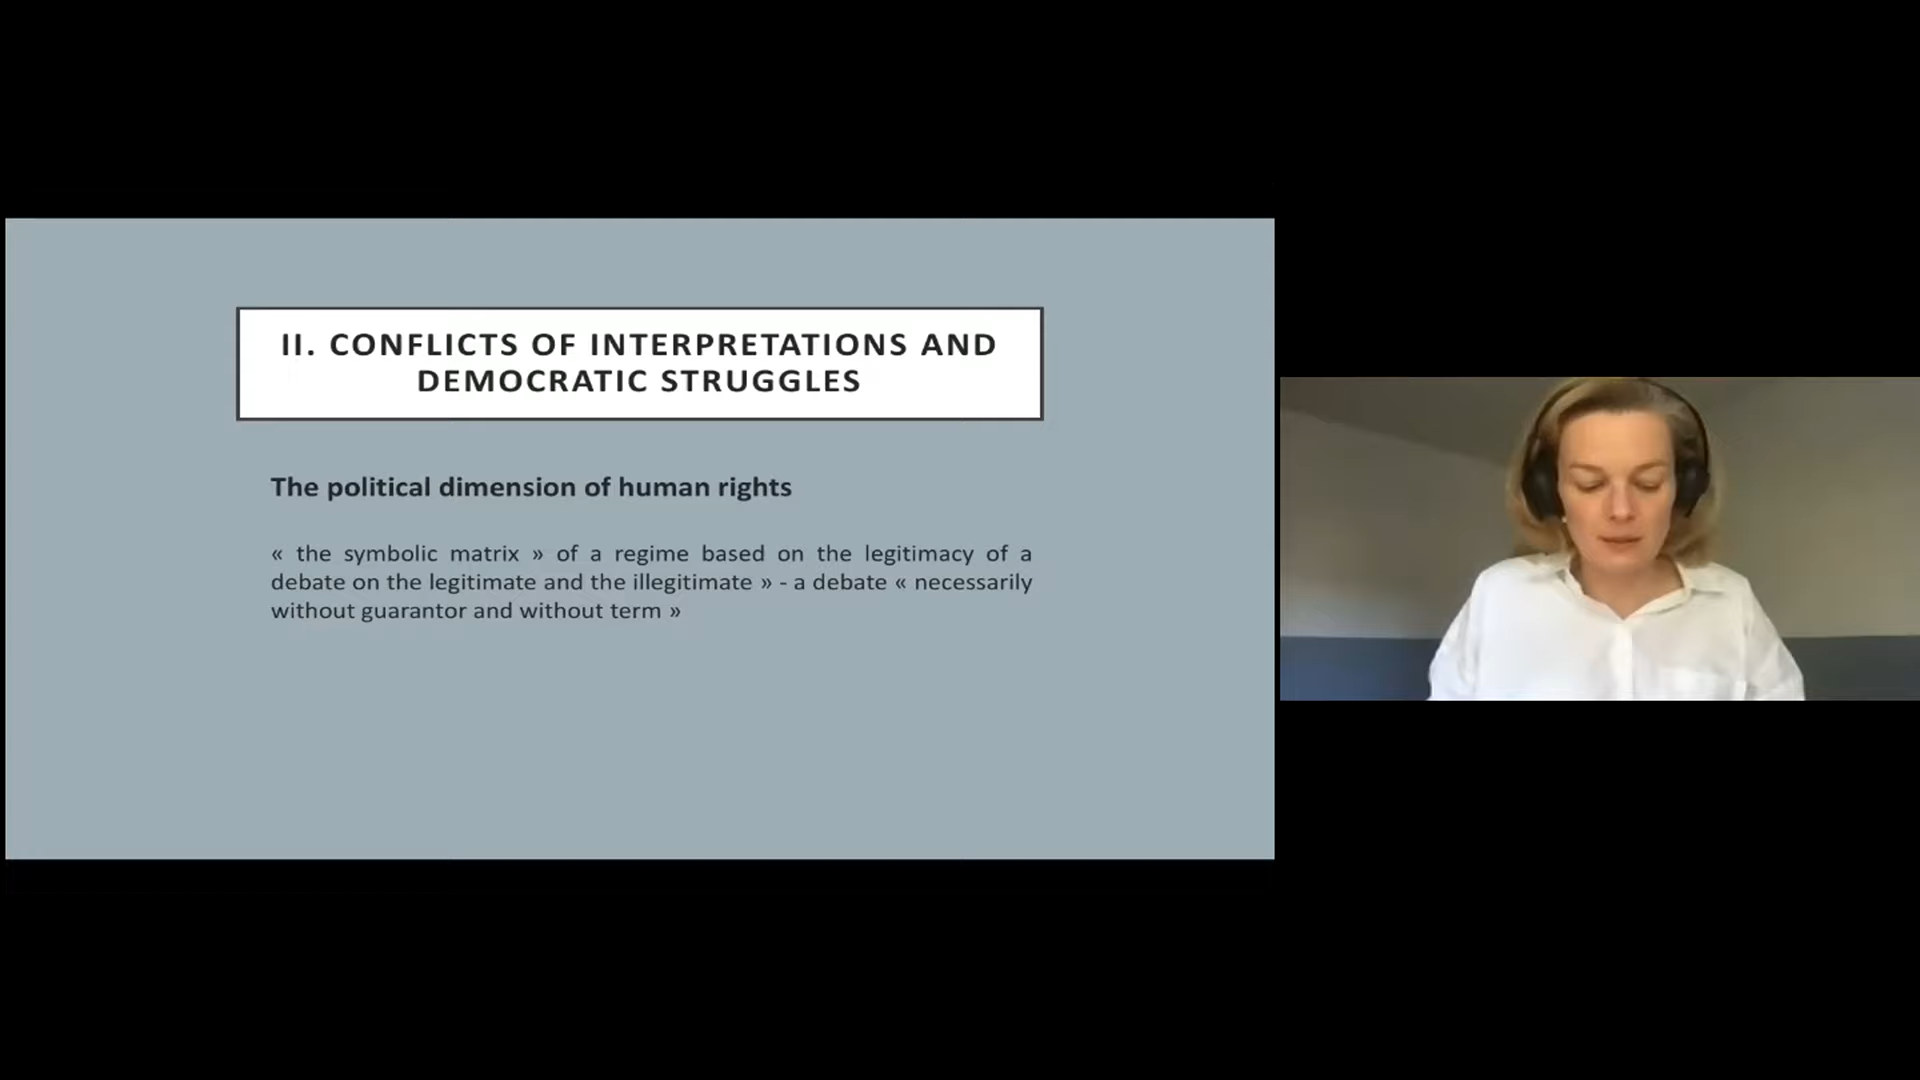 II. CONFLICTS OF INTERPRETATIONS AND
DEMOCRATIC STRUGGLES
The political dimension of human rights
« the symbolic matrix » of a regime based on the legitimacy of a
debate on the legitimate and the illegitimate » - a debate « necessarily
without guarantor and without term »